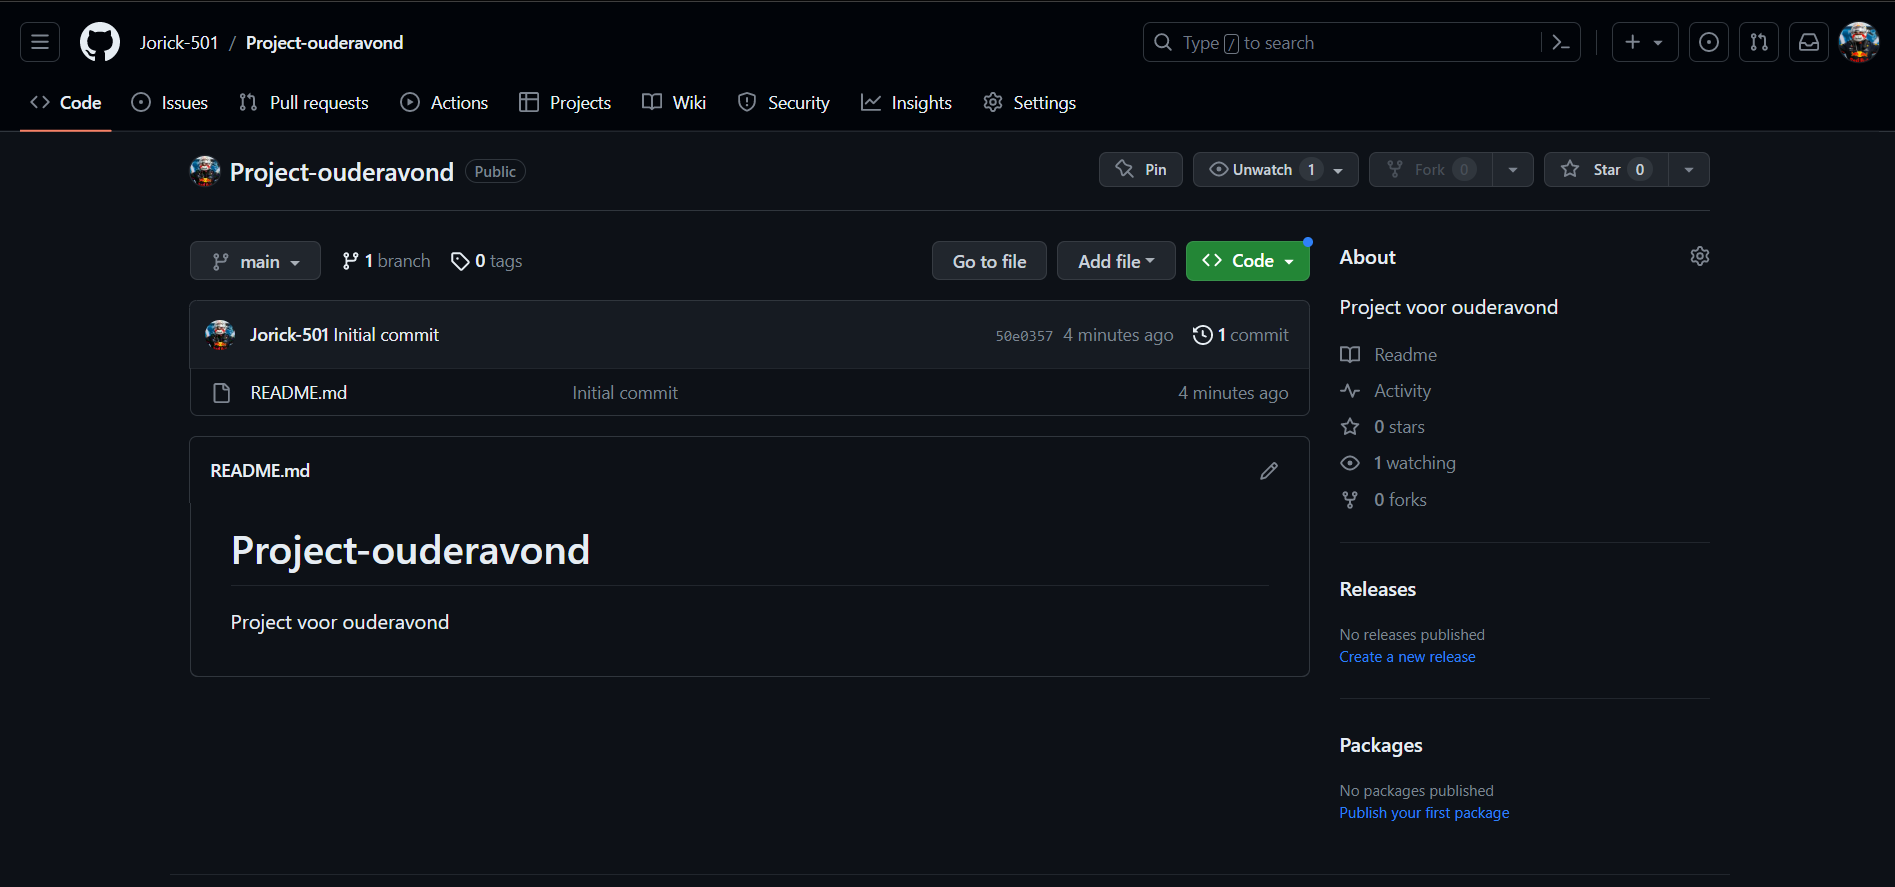 Jorick-501 / Project-ouderavond
Type / to search
Code Issues Pull requests Actions Projects Wiki Security Insights Settings
Project-ouderavond Public
Pin Unwatch 1 Fork 0 Star 0
main 1 branch 0 tags
Go to file Add file Code
Jorick-501 Initial commit 50e0357 4 minutes ago 1 commit
README.md Initial commit 4 minutes ago
README.md
Project-ouderavond
Project voor ouderavond
About
Project voor ouderavond
Readme
Activity
0 stars
1 watching
0 forks
Releases
No releases published
Create a new release
Packages
No packages published
Publish your first package